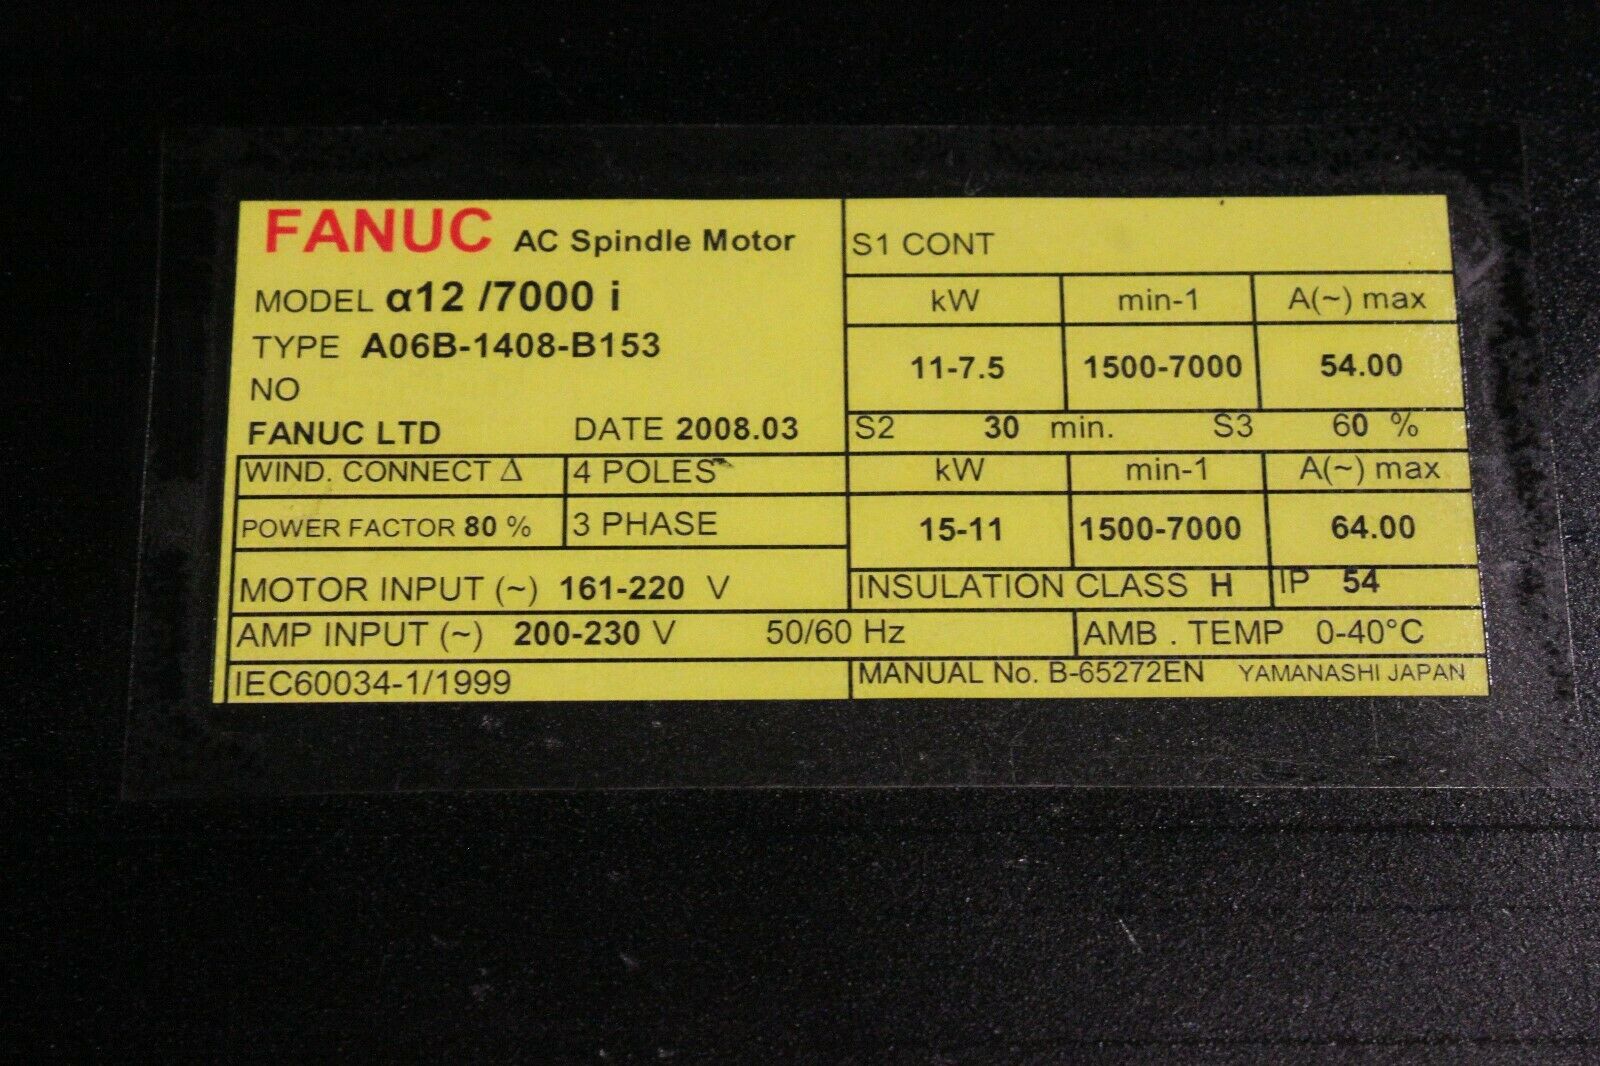 FANUC AC Spindle Motor
MODEL α12 /7000 i
TYPE A06B-1408-B153
NO
FANUC LTD DATE 2008.03
WIND. CONNECT Δ 4 POLES
POWER FACTOR 80 % 3 PHASE
MOTOR INPUT (~) 161-220 V
AMP INPUT (~) 200-230 V 50/60 Hz
IEC60034-1/1999
S1 CONT
kW min-1 A(~) max
11-7.5 1500-7000 54.00
S2 30 min. S3 60 %
kW min-1 A(~) max
15-11 1500-7000 64.00
INSULATION CLASS H IP 54
AMB . TEMP 0-40°C
MANUAL No. B-65272EN YAMANASHI JAPAN